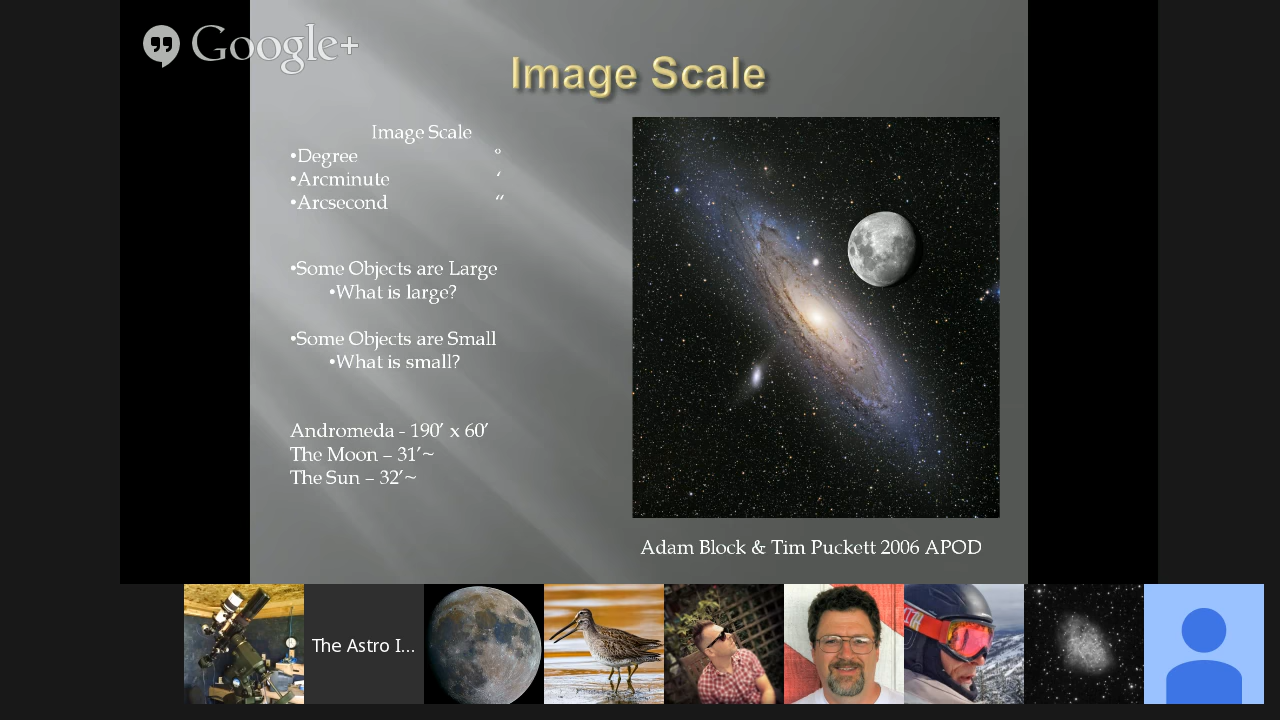 Google+
Image Scale
Image Scale
•Degree °
•Arcminute ‘
•Arcsecond “
•Some Objects are Large
•What is large?
•Some Objects are Small
•What is small?
Andromeda - 190’ x 60’
The Moon – 31’~
The Sun – 32’~
Adam Block & Tim Puckett 2006 APOD
The Astro I...